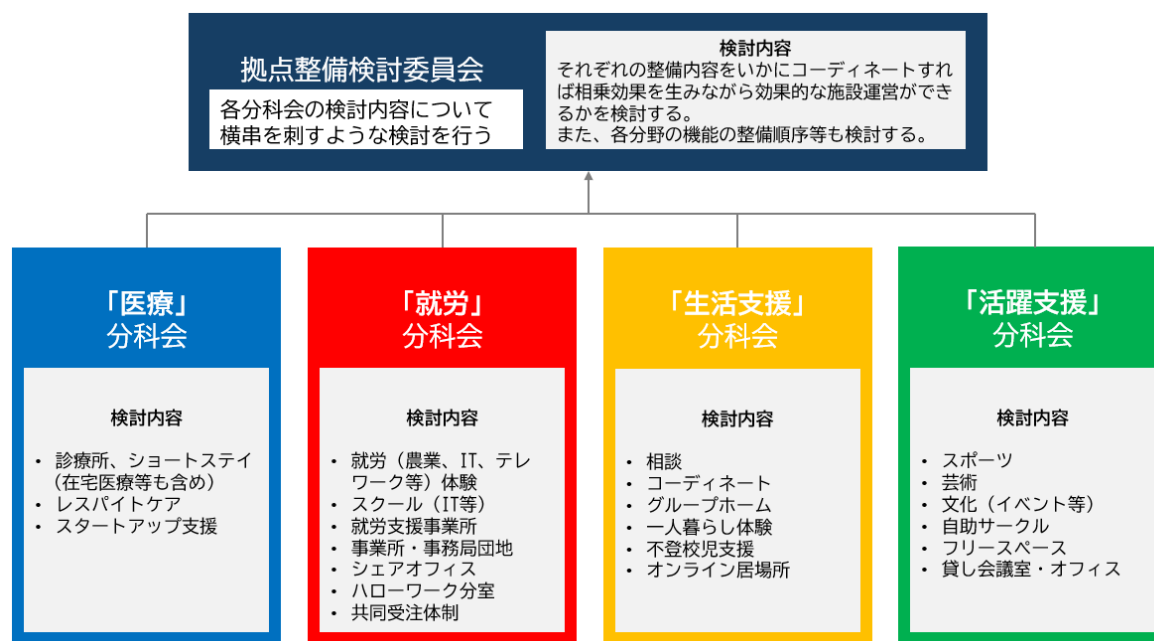 拠点整備検討委員会
各分科会の検討内容について
横串を刺すような検討を行う
検討内容
それぞれの整備内容をいかにコーディネートすれ
ば相乗効果を生みながら効果的な施設運営ができ
るかを検討する。
また、各分野の機能の整備順序等も検討する。
「医療」
分科会
検討内容
・ 診療所、ショートステイ
（在宅医療等も含め）
・ レスパイトケア
・ スタートアップ支援
「就労」
分科会
検討内容
・ 就労（農業、IT、テレ
ワーク等）体験
・ スクール（IT等）
・ 就労支援事業所
・ 事業所・事務局団地
・ シェアオフィス
・ ハローワーク分室
・ 共同受注体制
「生活支援」
分科会
検討内容
・ 相談
・ コーディネート
・ グループホーム
・ 一人暮らし体験
・ 不登校児支援
・ オンライン居場所
「活躍支援」
分科会
検討内容
・ スポーツ
・ 芸術
・ 文化（イベント等）
・ 自助サークル
・ フリースペース
・ 貸し会議室・オフィス